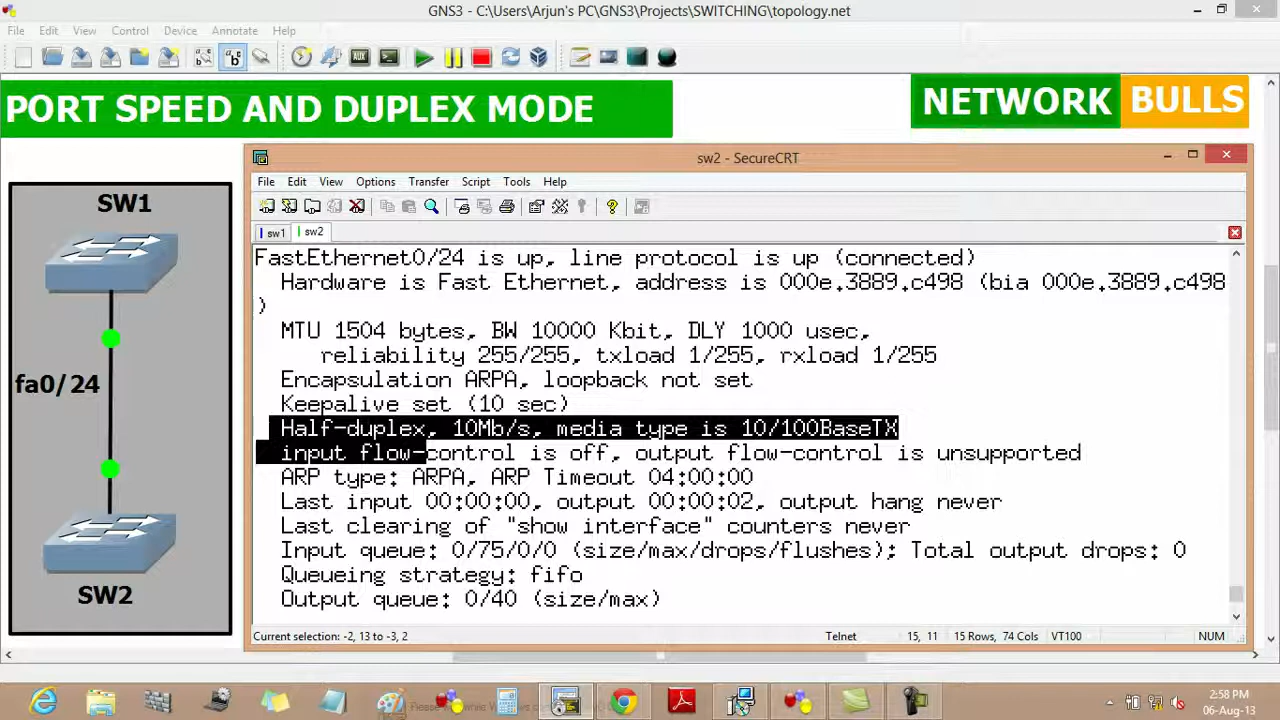 GNS3 - C:\Users\Arjun's PC\GNS3\Projects\SWITCHING\topology.net
File Edit View Control Device Annotate Help
AUX
PORT SPEED AND DUPLEX MODE
NETWORK BULLS
sw2 - SecureCRT
File Edit View Options Transfer Script Tools Help
sw1 sw2
SW1
fa0/24
SW2
FastEthernet0/24 is up, line protocol is up (connected)
Hardware is Fast Ethernet, address is 000e.3889.c498 (bia 000e.3889.c498
)
MTU 1504 bytes, BW 10000 Kbit, DLY 1000 usec,
reliability 255/255, txload 1/255, rxload 1/255
Encapsulation ARPA, loopback not set
Keepalive set (10 sec)
Half-duplex, 10Mb/s, media type is 10/100BaseTX
input flow-control is off, output flow-control is unsupported
ARP type: ARPA, ARP Timeout 04:00:00
Last input 00:00:00, output 00:00:02, output hang never
Last clearing of "show interface" counters never
Input queue: 0/75/0/0 (size/max/drops/flushes); Total output drops: 0
Queueing strategy: fifo
Output queue: 0/40 (size/max)
Current selection: -2, 13 to -3, 2 Telnet 15, 11 15 Rows, 74 Cols VT100 NUM
2:58 PM
06-Aug-13